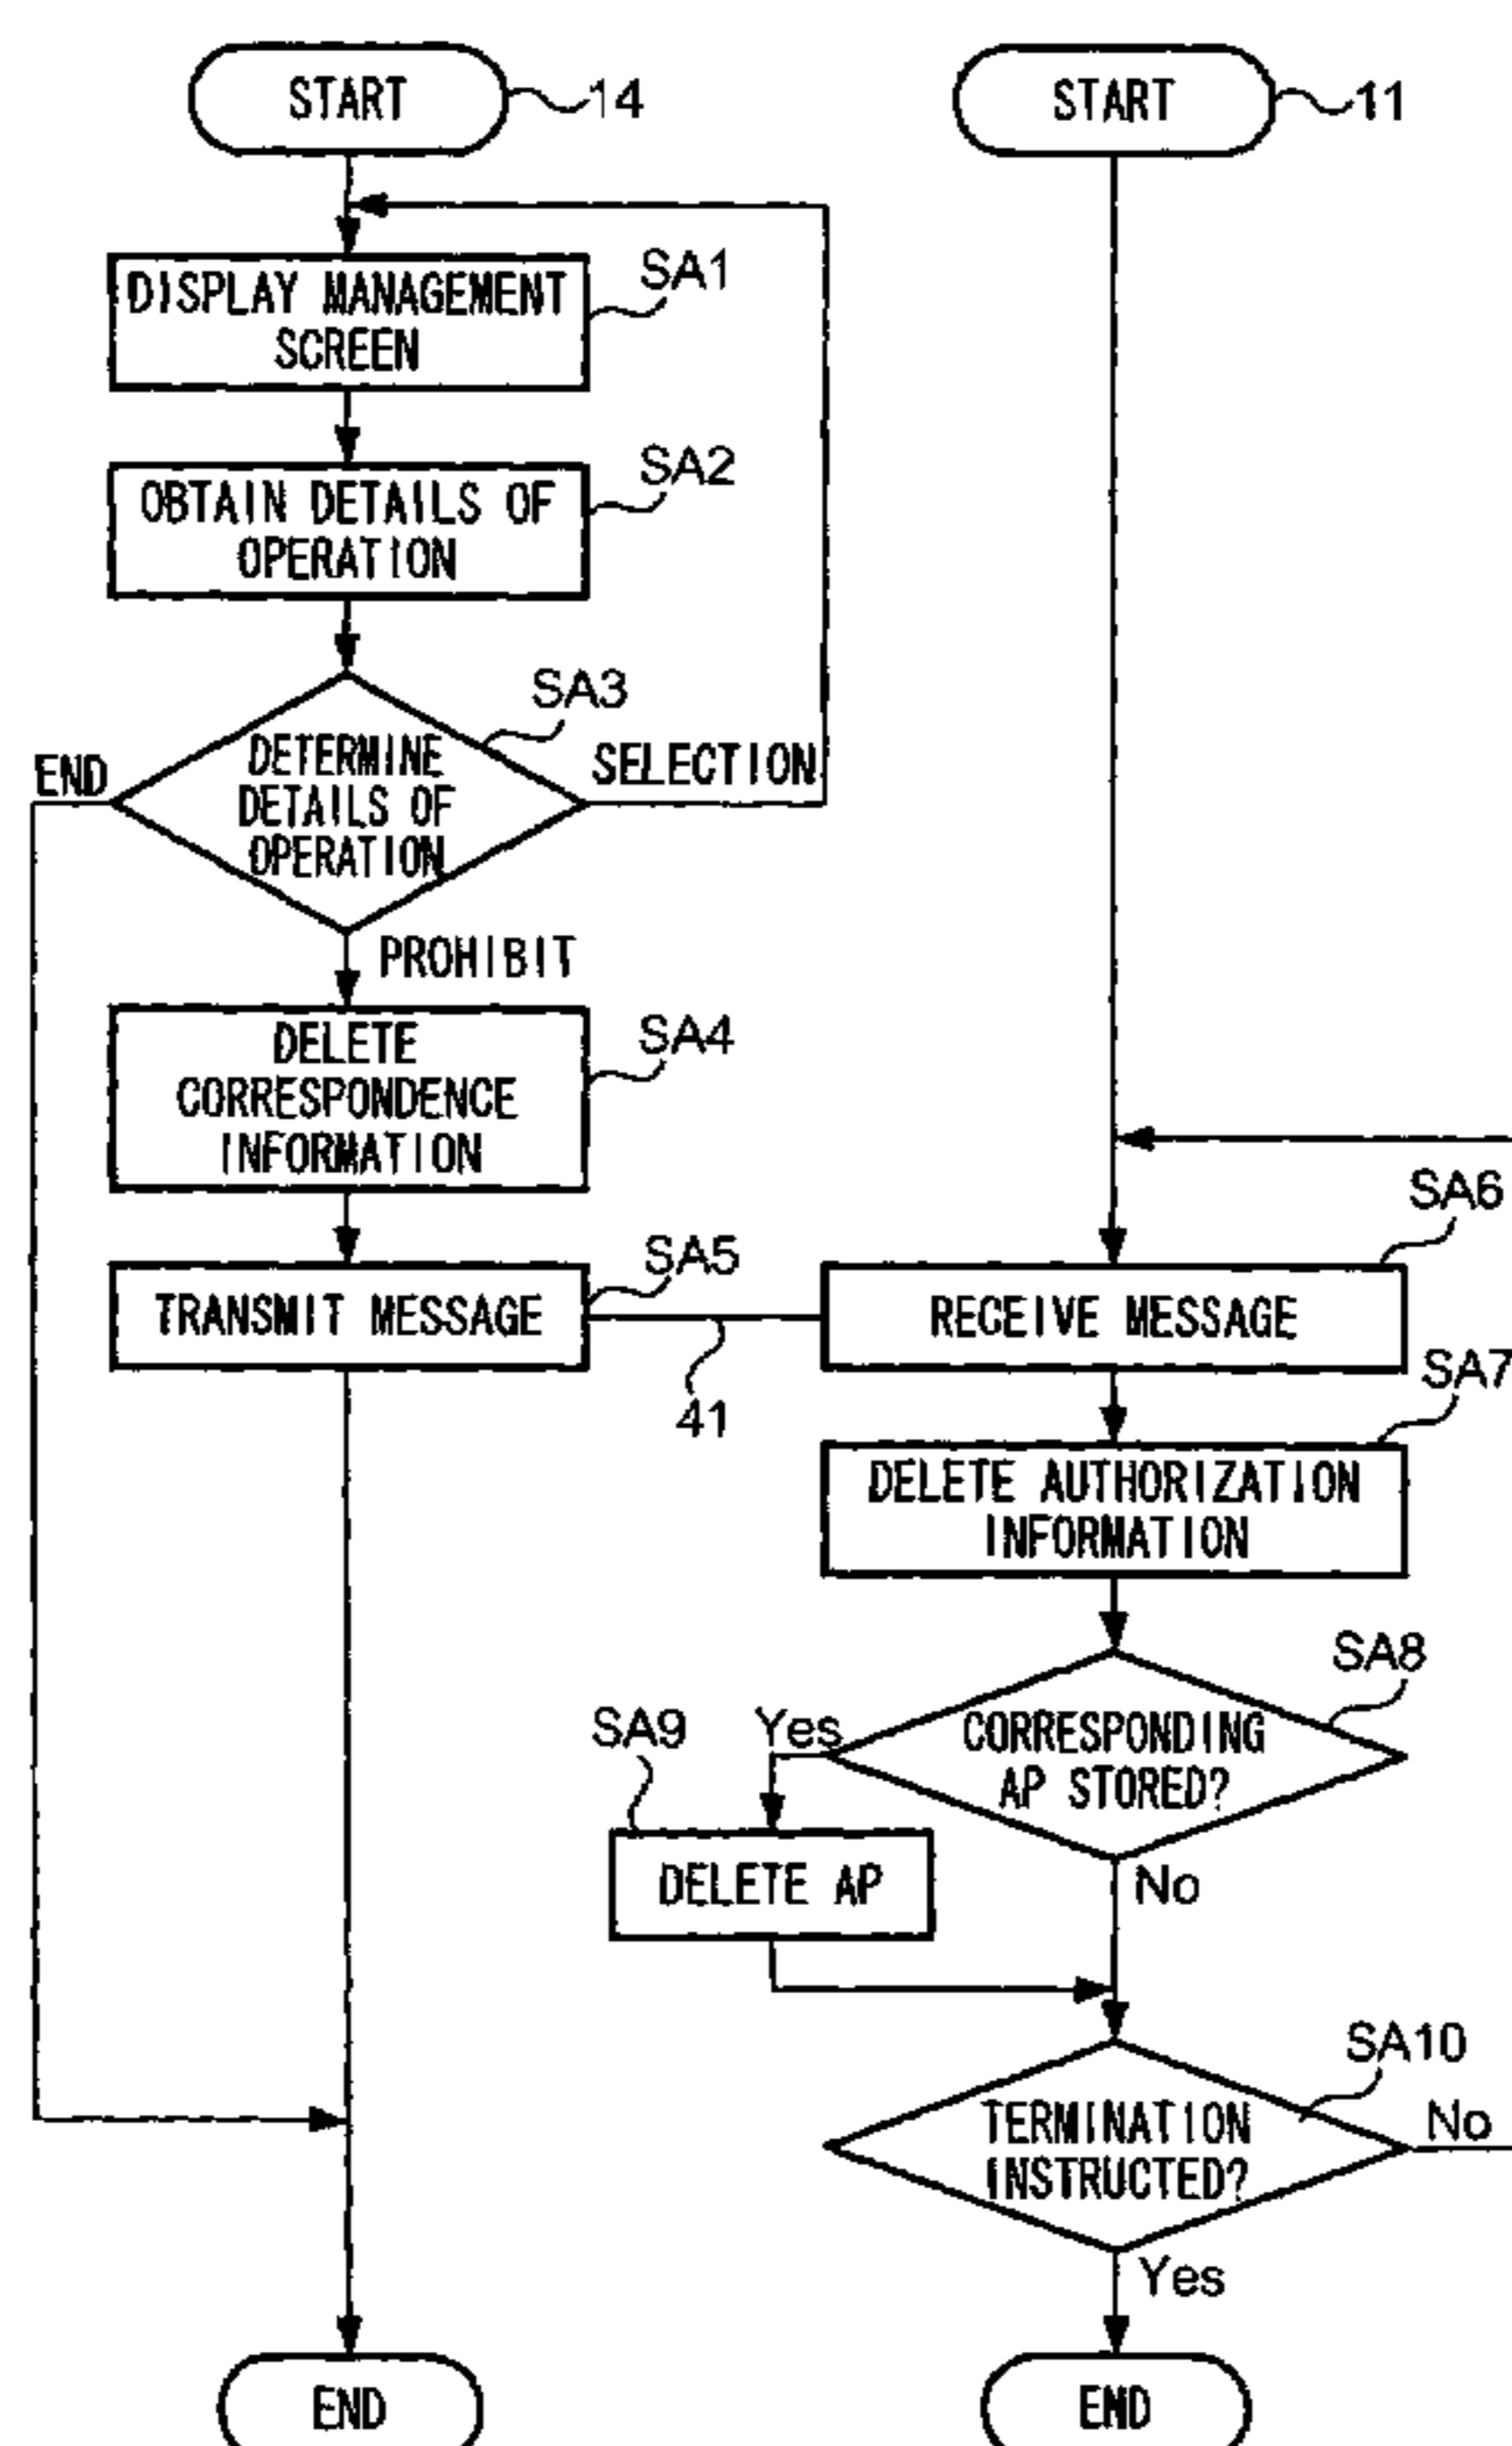 START
14
DISPLAY MANAGEMENT
SCREEN
SA1
OBTAIN DETAILS OF
OPERATION
SA2
DETERMINE
DETAILS OF
OPERATION
SA3
END
SELECTION
PROHIBIT
DELETE
CORRESPONDENCE
INFORMATION
SA4
TRANSMIT MESSAGE
SA5
41
END
START
11
RECEIVE MESSAGE
SA6
DELETE AUTHORIZATION
INFORMATION
SA7
CORRESPONDING
AP STORED?
SA8
Yes
No
SA9
DELETE AP
TERMINATION
INSTRUCTED?
SA10
No
Yes
END